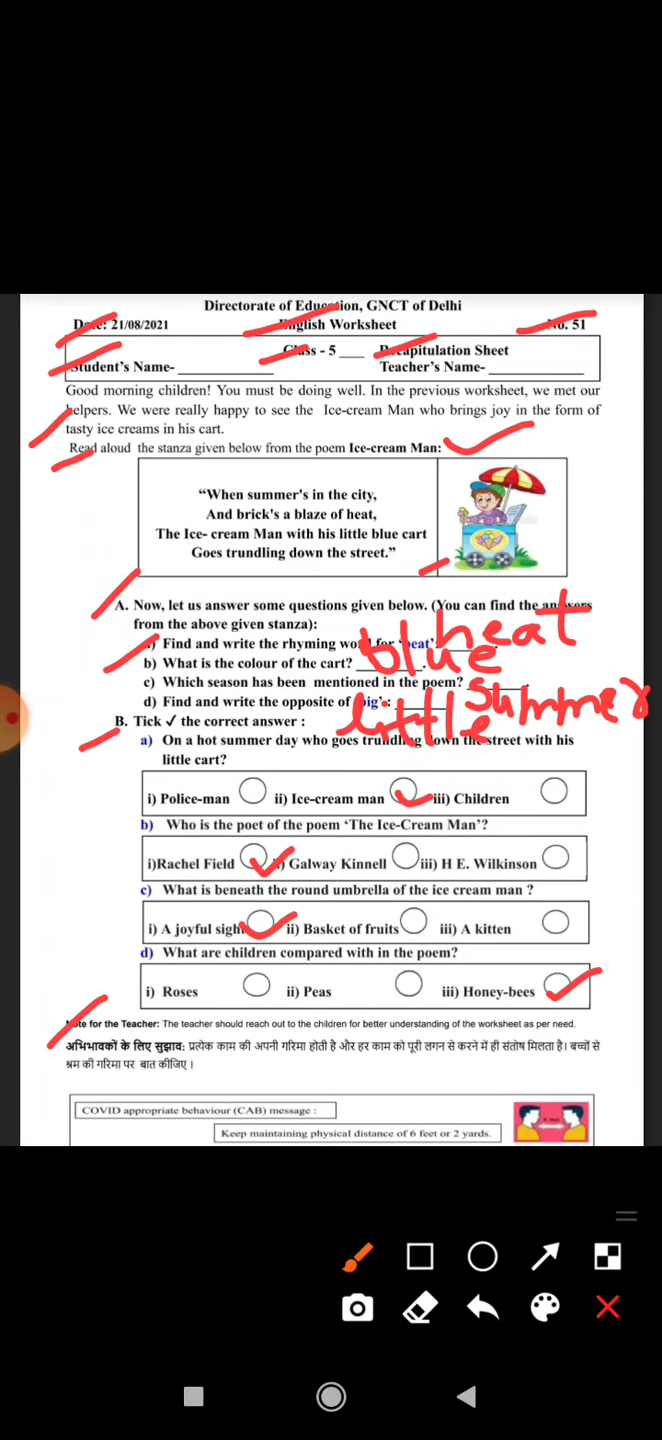 Directorate of Education, GNCT of Delhi
Date: 21/08/2021 English Worksheet No. 51
Class - 5 ___ Recapitulation Sheet
Student's Name- ____________ Teacher's Name- ____________
Good morning children! You must be doing well. In the previous worksheet, we met our
helpers. We were really happy to see the Ice-cream Man who brings joy in the form of
tasty ice creams in his cart.
Read aloud the stanza given below from the poem Ice-cream Man:
“When summer's in the city,
And brick's a blaze of heat,
The Ice- cream Man with his little blue cart
Goes trundling down the street.”
A. Now, let us answer some questions given below. (You can find the answers
from the above given stanza):
a) Find and write the rhyming word for 'beat': heat
b) What is the colour of the cart? ________. blue
c) Which season has been mentioned in the poem? ________. summer
d) Find and write the opposite of 'big': little
B. Tick ✓ the correct answer :
a) On a hot summer day who goes trundling down the street with his
little cart?
i) Police-man ii) Ice-cream man iii) Children
b) Who is the poet of the poem ‘The Ice-Cream Man’?
i)Rachel Field ii) Galway Kinnell iii) H E. Wilkinson
c) What is beneath the round umbrella of the ice cream man ?
i) A joyful sight ii) Basket of fruits iii) A kitten
d) What are children compared with in the poem?
i) Roses ii) Peas iii) Honey-bees
Note for the Teacher: The teacher should reach out to the children for better understanding of the worksheet as per need.
अभिभावकों के लिए सुझाव: प्रत्येक काम की अपनी गरिमा होती है और हर काम को पूरी लगन से करने में ही संतोष मिलता है। बच्चों से
श्रम की गरिमा पर बात कीजिए ।
COVID appropriate behaviour (CAB) message :
Keep maintaining physical distance of 6 feet or 2 yards.